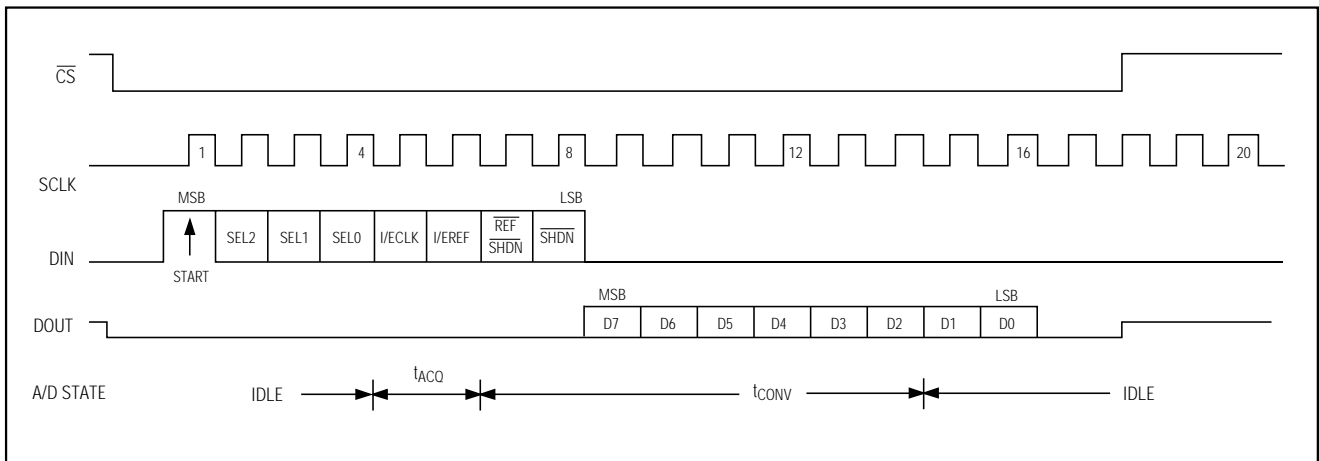 CS
SCLK
1 4 8 12 16 20
MSB LSB
DIN
SEL2 SEL1 SEL0 I/ECLK I/EREF REF SHDN SHDN
START
MSB LSB
DOUT
D7 D6 D5 D4 D3 D2 D1 D0
A/D STATE IDLE tACQ tCONV IDLE